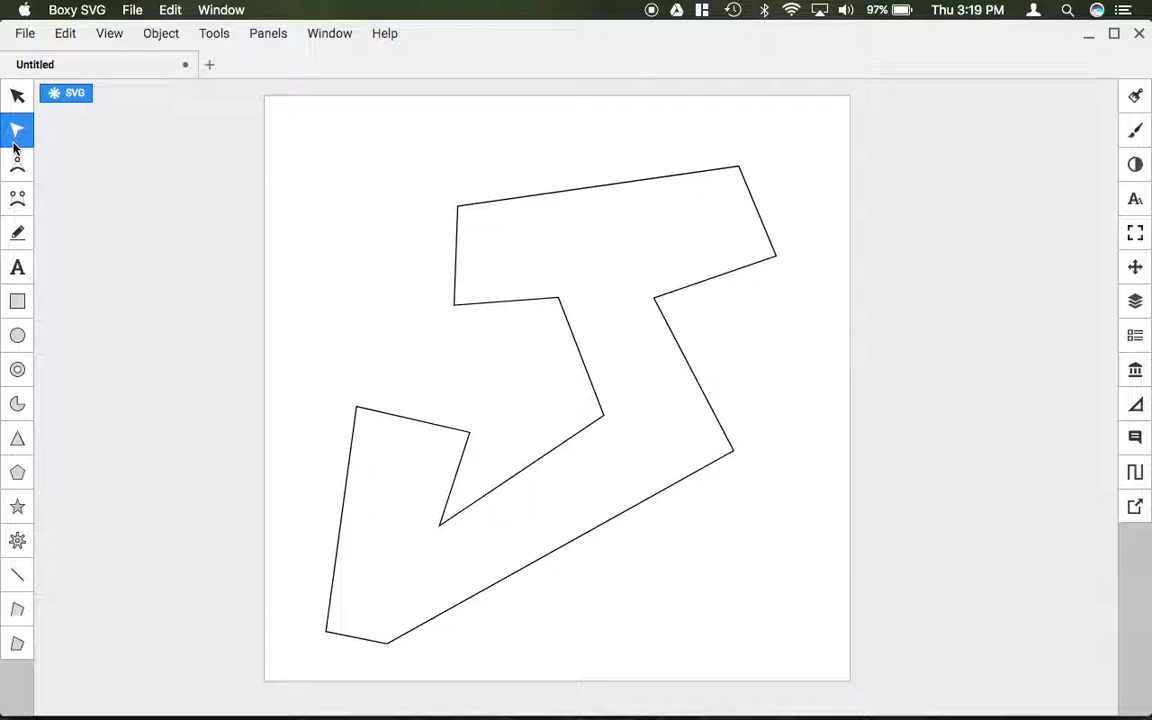 Boxy SVG File Edit Window 97% Thu 3:19 PM
File Edit View Object Tools Panels Window Help
Untitled
SVG
A
A A